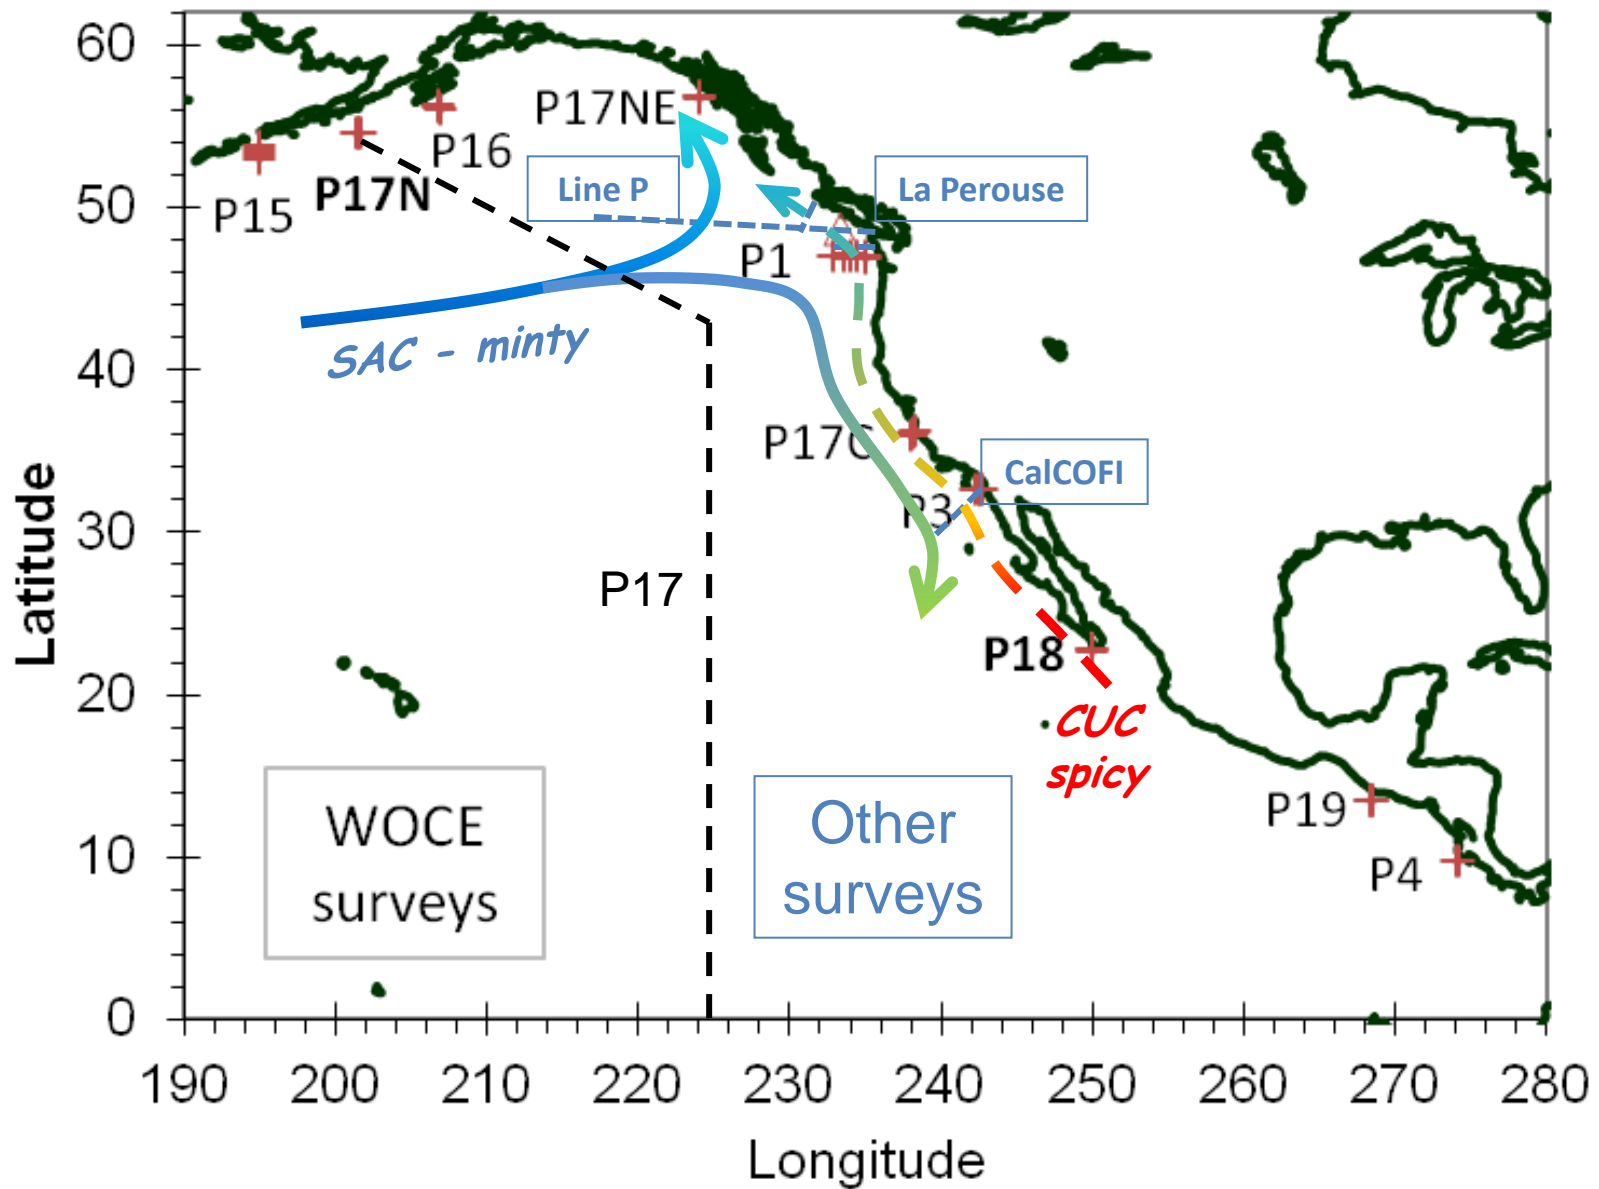 60
50
40
30
20
10
0
Latitude
P17NE
P16
P15
P17N
Line P
La Perouse
P1
SAC - minty
P17C
CalCOFI
P3
P17
P18
CUC
spicy
WOCE
surveys
Other
surveys
P19
P4
190
200
210
220
230
240
250
260
270
280
Longitude